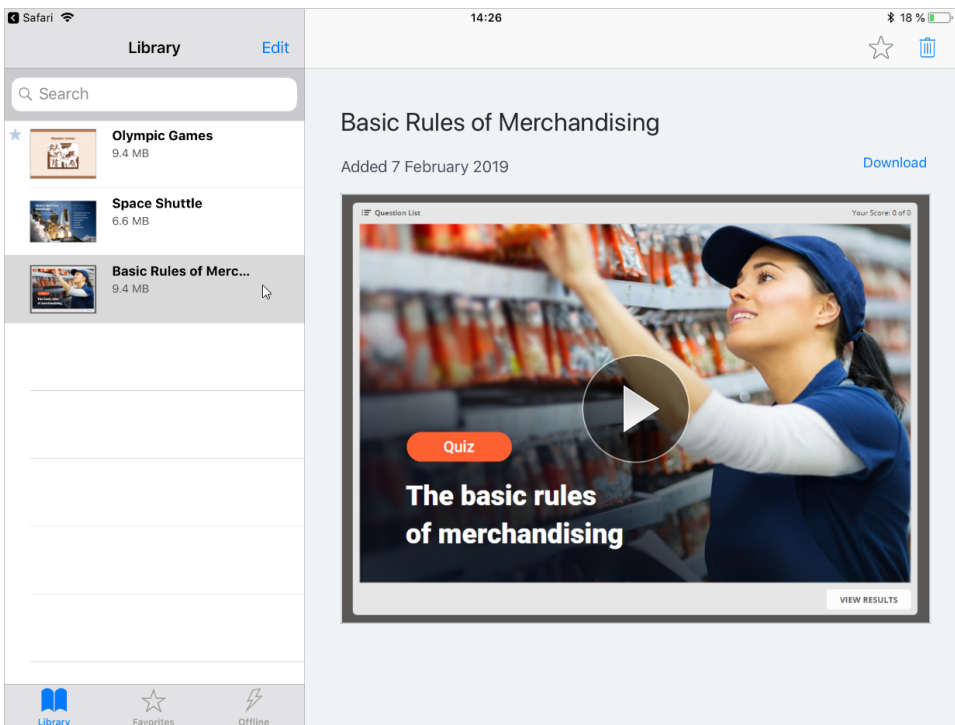 Safari
14:26
18 %
Library
Edit
Search
Olympic Games
9.4 MB
Space Shuttle
6.6 MB
Basic Rules of Merc...
9.4 MB
Library
Favorites
Offline
Basic Rules of Merchandising
Added 7 February 2019
Download
Question List
Your Score: 0 of 0
Quiz
The basic rules
of merchandising
VIEW RESULTS